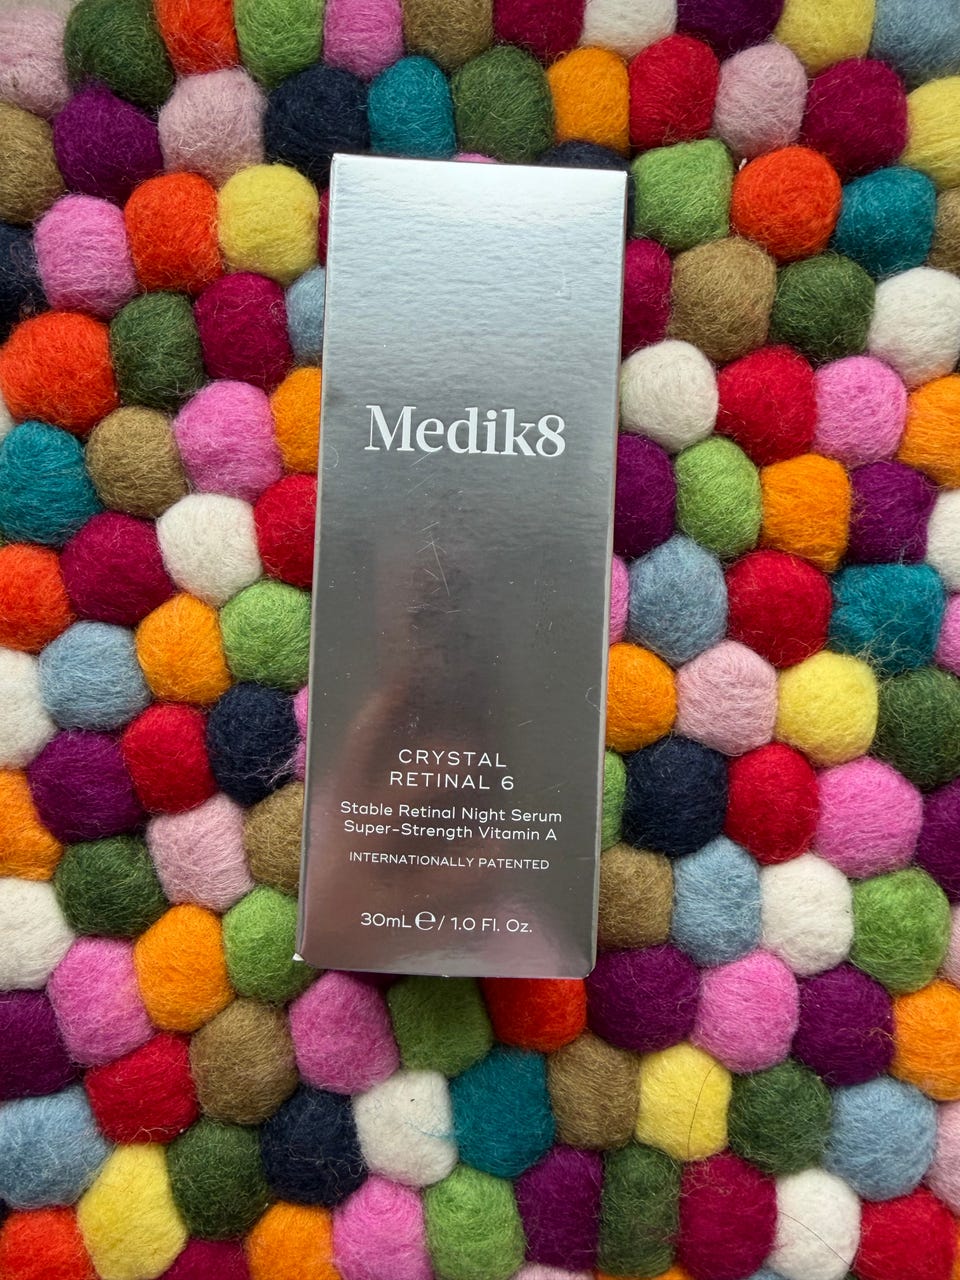 Medik8
CRYSTAL
RETINAL 6
Stable Retinal Night Serum
Super-Strength Vitamin A
INTERNATIONALLY PATENTED
30mL ℮ / 1.0 Fl. Oz.